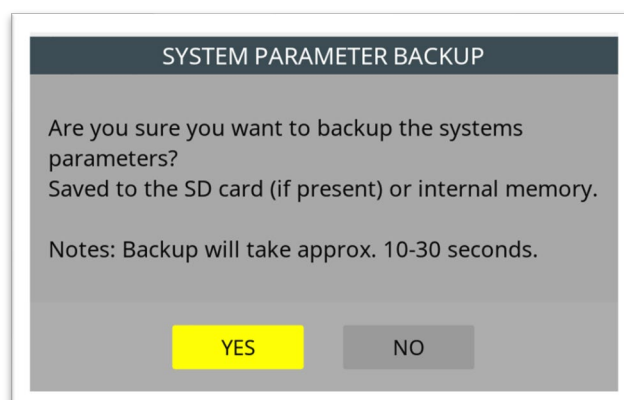 SYSTEM PARAMETER BACKUP
Are you sure you want to backup the systems
parameters?
Saved to the SD card (if present) or internal memory.
Notes: Backup will take approx. 10-30 seconds.
YES
NO